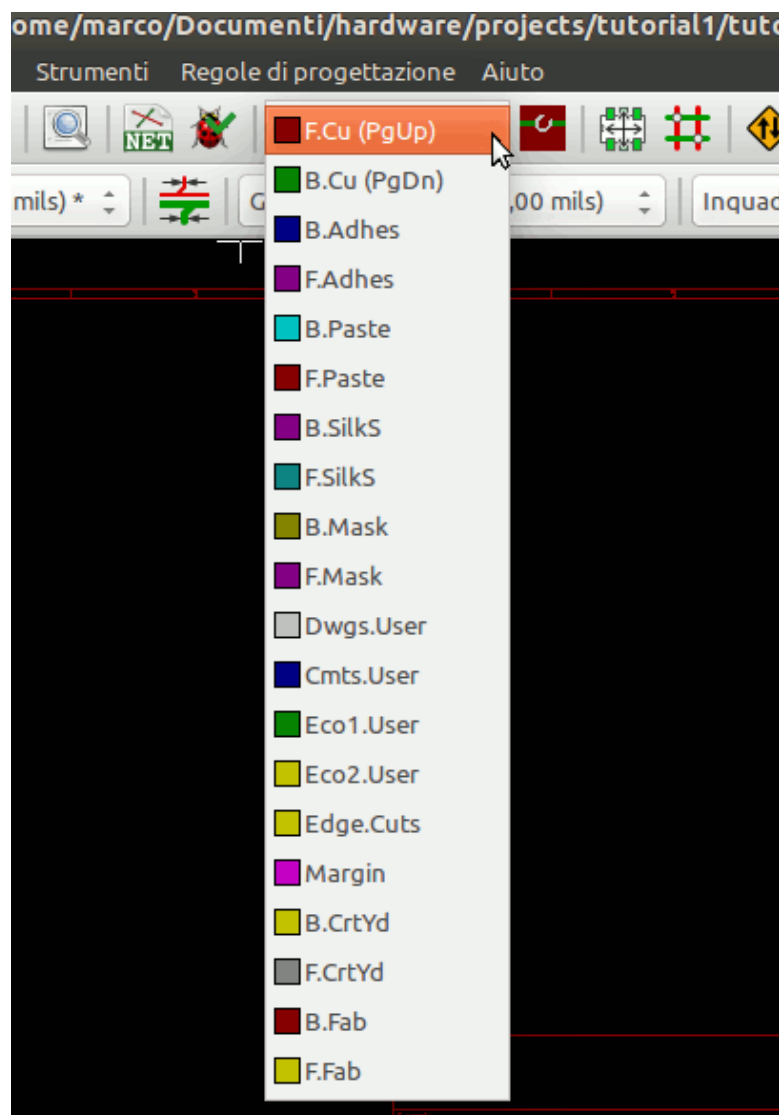 ome/marco/Documenti/hardware/projects/tutorial1/tuto
Strumenti Regole di progettazione Aiuto
NET
F.Cu (PgUp)
mils) * G ,00 mils) Inquad
B.Cu (PgDn)
B.Adhes
F.Adhes
B.Paste
F.Paste
B.SilkS
F.SilkS
B.Mask
F.Mask
Dwgs.User
Cmts.User
Eco1.User
Eco2.User
Edge.Cuts
Margin
B.CrtYd
F.CrtYd
B.Fab
F.Fab